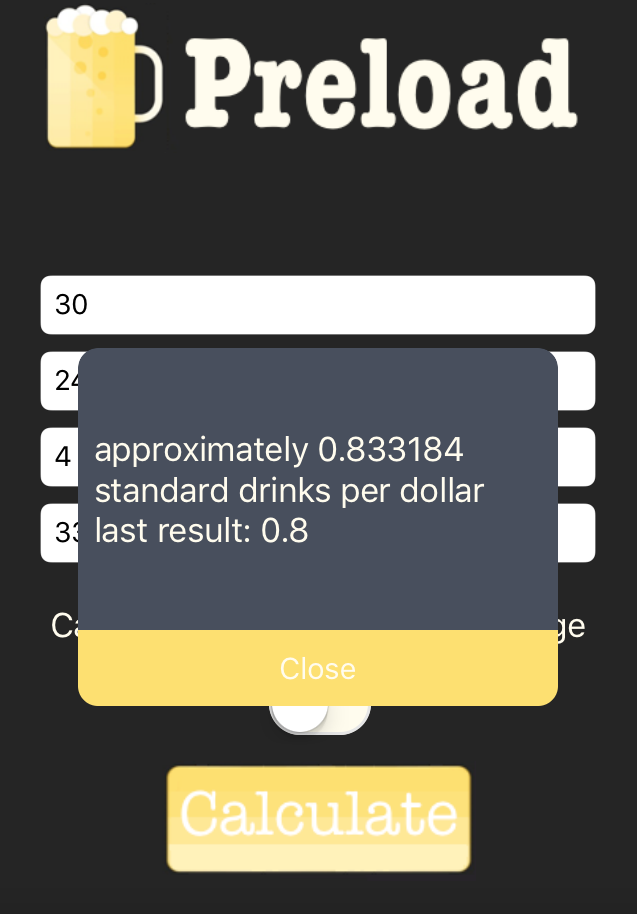 Preload
30
24
4
33
approximately 0.833184
standard drinks per dollar
last result: 0.8
Close
Calculate